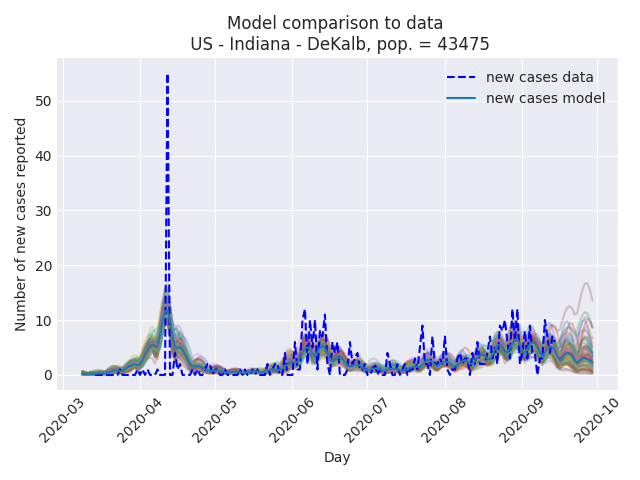 Model comparison to data
US - Indiana - DeKalb, pop. = 43475
new cases data
new cases model
Number of new cases reported
50
40
30
20
10
0
2020-03
2020-04
2020-05
2020-06
2020-07
2020-08
2020-09
2020-10
Day